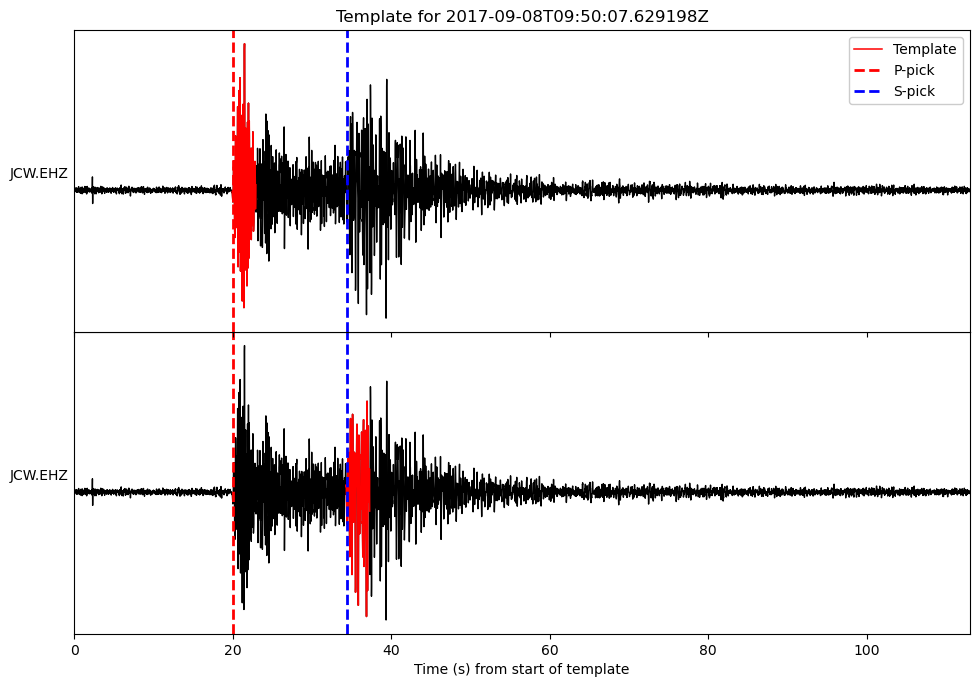 Template for 2017-09-08T09:50:07.629198Z
Template
P-pick
S-pick
JCW.EHZ
JCW.EHZ
0 20 40 60 80 100
Time (s) from start of template